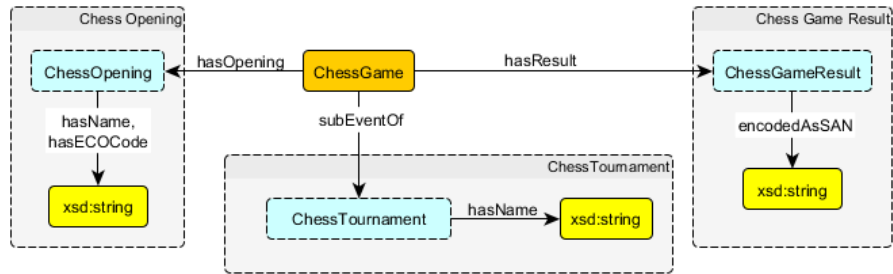 Chess Opening
Chess Game Result
ChessOpening
hasOpening
ChessGame
hasResult
ChessGameResult
hasName,
hasECOCode
subEventOf
encodedAsSAN
ChessTournament
xsd:string
ChessTournament
hasName
xsd:string
xsd:string